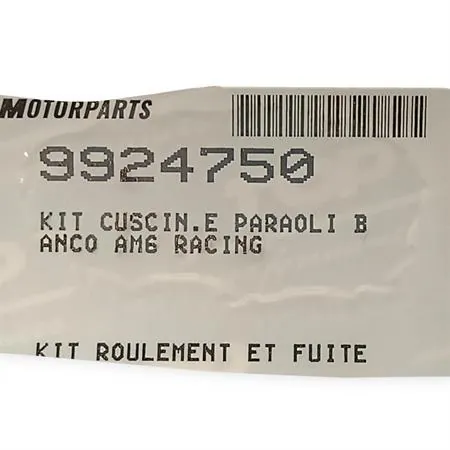 MOTORPARTS
9924750
KIT CUSCIN.E PARAOLI B
ANCO AM6 RACING
KIT ROULEMENT ET FUITE